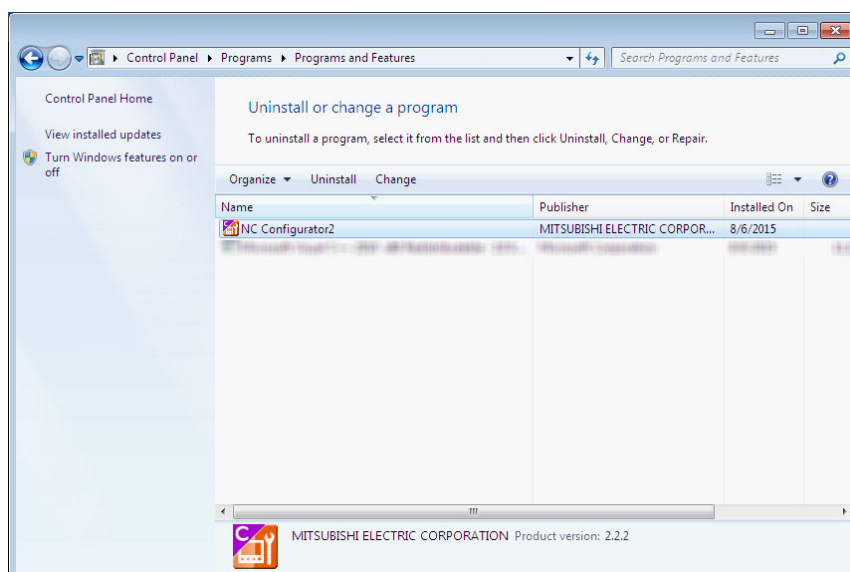 Control Panel ▸ Programs ▸ Programs and Features
Search Programs and Features
Control Panel Home
View installed updates
Turn Windows features on or
off
Uninstall or change a program
To uninstall a program, select it from the list and then click Uninstall, Change, or Repair.
Organize Uninstall Change
Name Publisher Installed On Size
NC Configurator2 MITSUBISHI ELECTRIC CORPOR... 8/6/2015
MITSUBISHI ELECTRIC CORPORATION Product version: 2.2.2